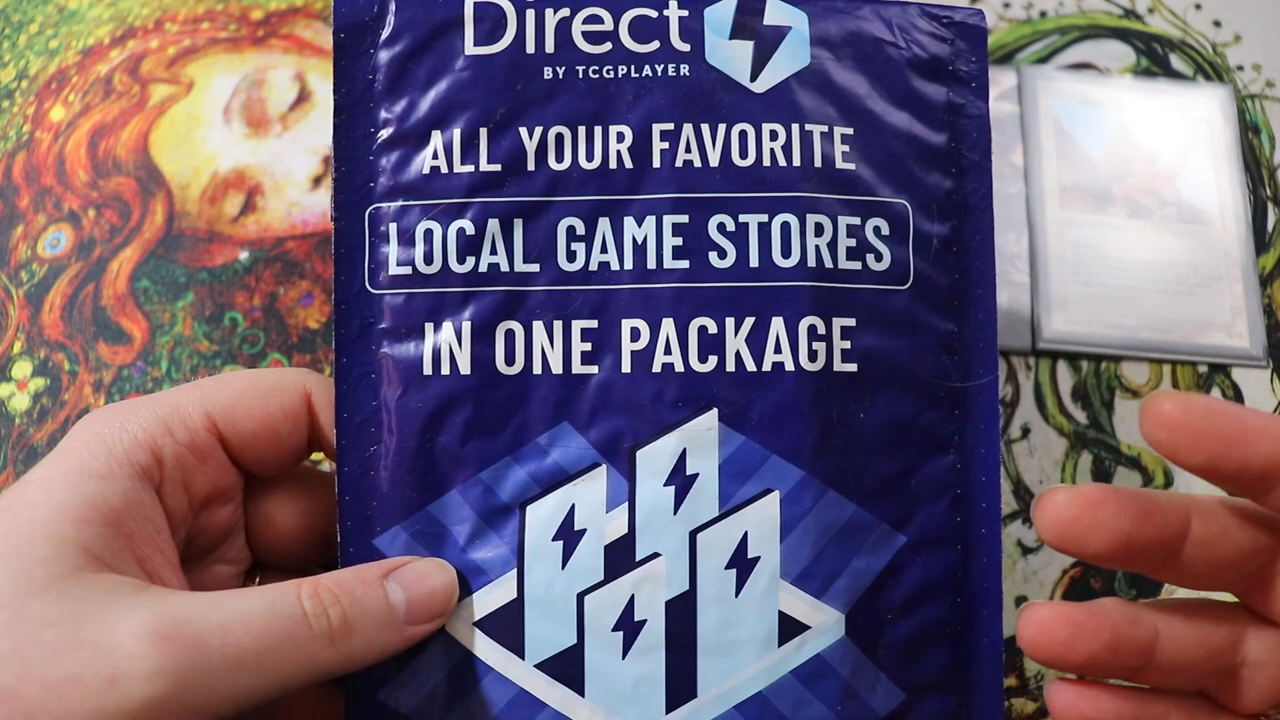 Direct
BY TCGPLAYER
ALL YOUR FAVORITE
LOCAL GAME STORES
IN ONE PACKAGE